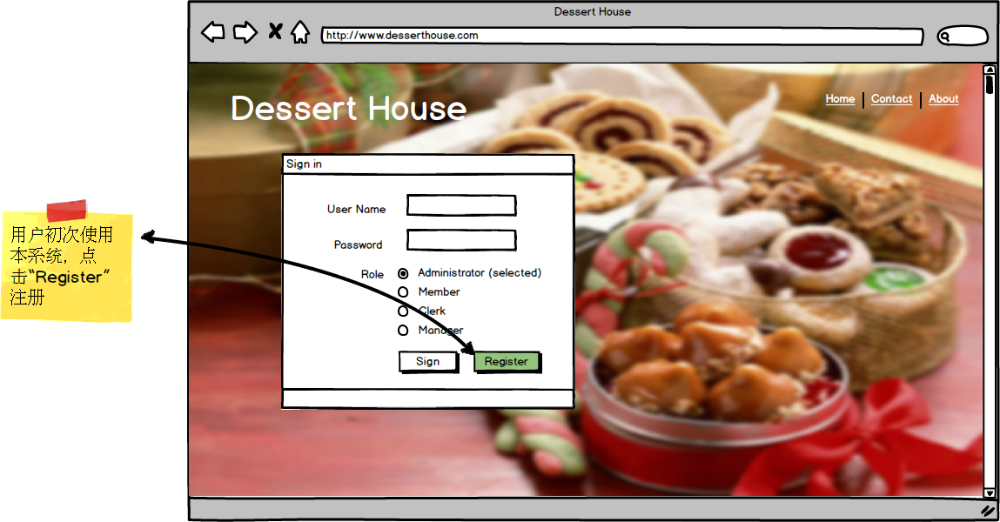 Dessert House
http://www.desserthouse.com
Dessert House
Home
Contact
About
Sign in
User Name
Password
Role
Administrator (selected)
Member
Clerk
Manager
Sign
Register
用户初次使用
本系统，点
击“Register”
注册